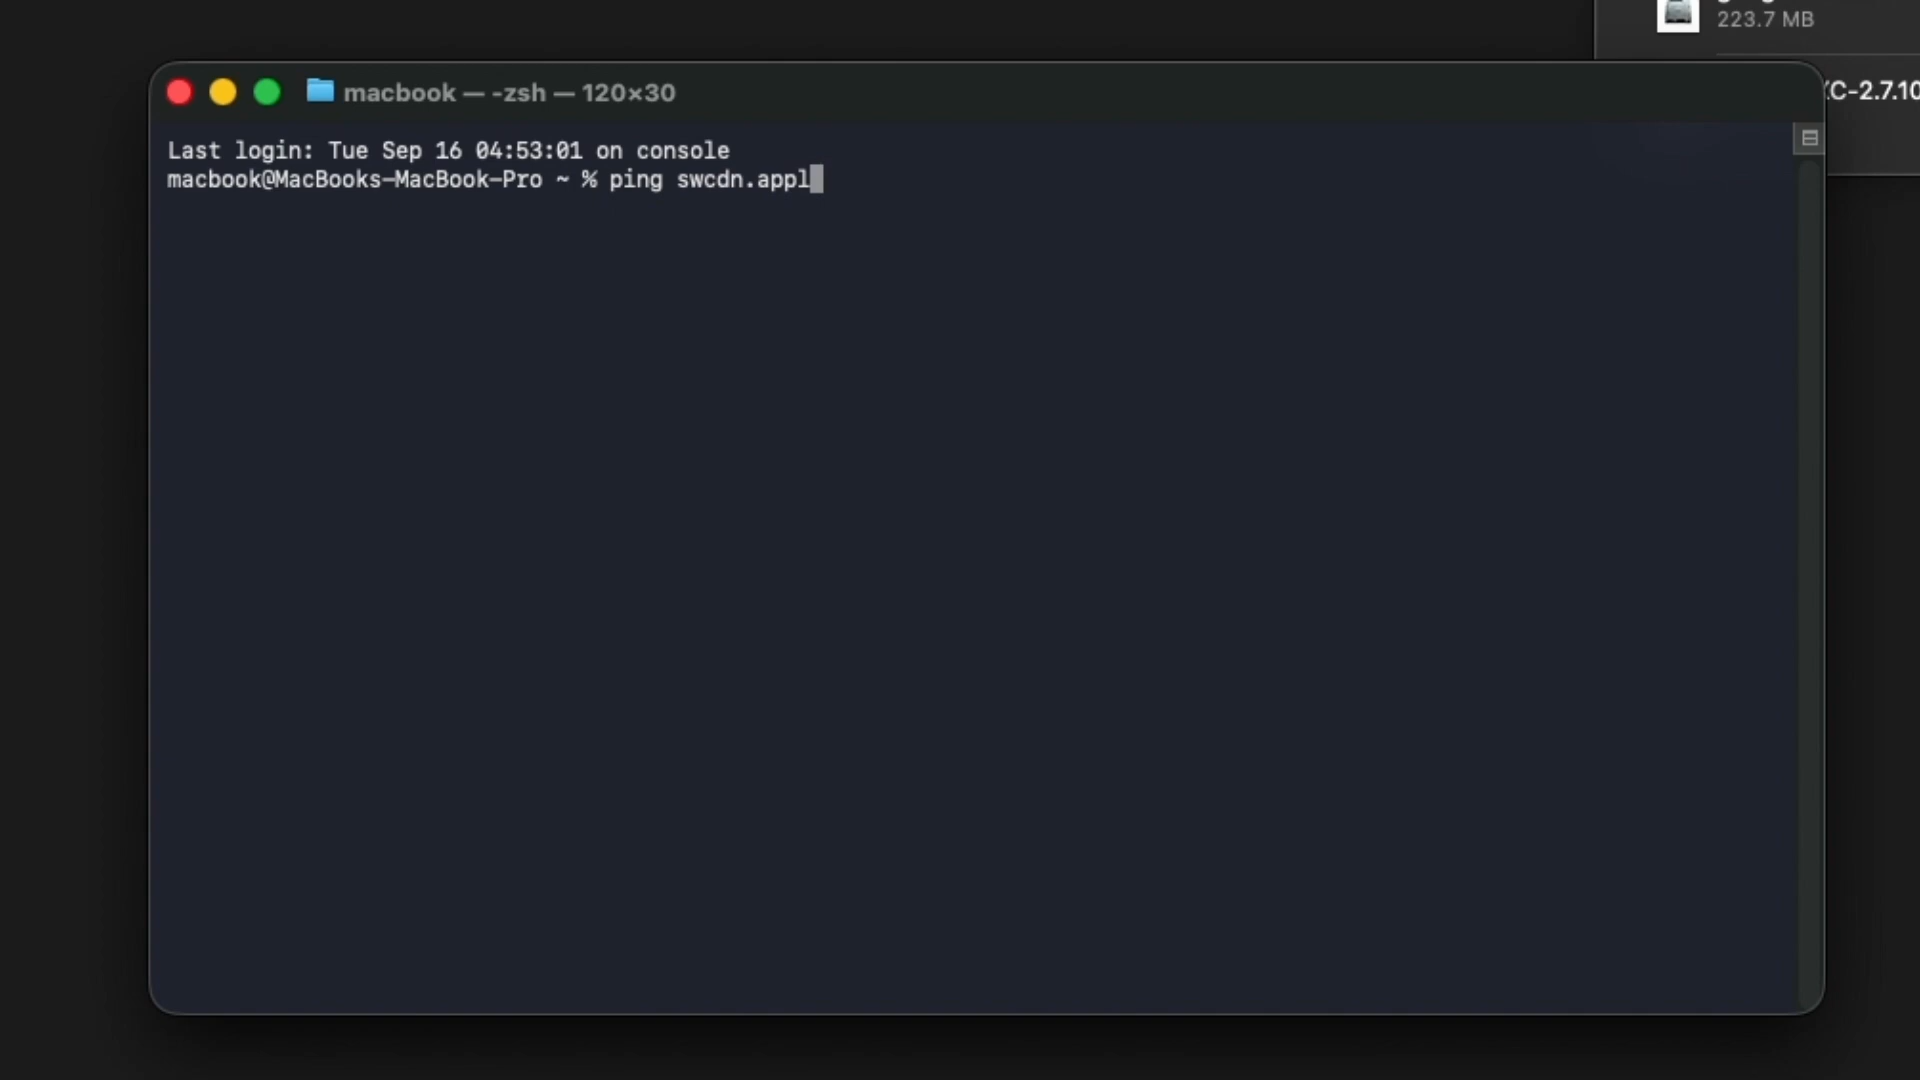 223.7 MB
macbook — -zsh — 120×30
C-2.7.10
Last login: Tue Sep 16 04:53:01 on console
macbook@MacBooks-MacBook-Pro ~ % ping swcdn.appl